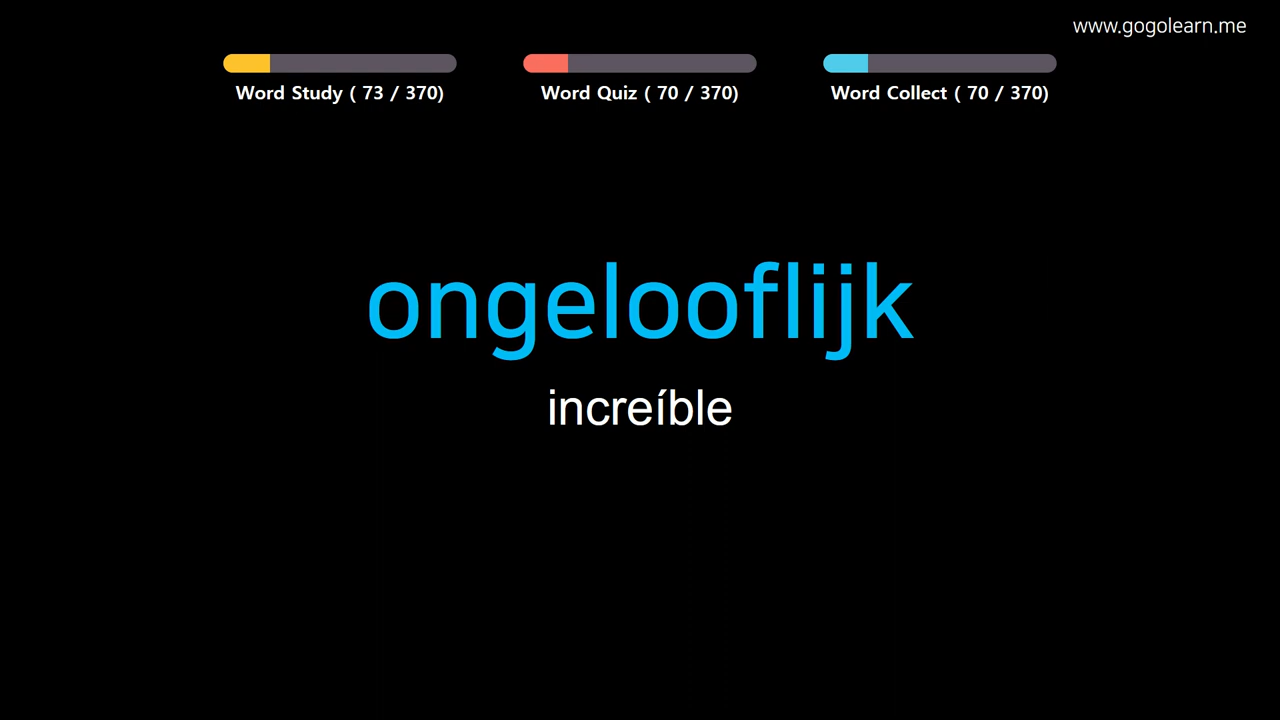 www.gogolearn.me
Word Study ( 73 / 370)
Word Quiz ( 70 / 370)
Word Collect ( 70 / 370)
ongelooflijk
increíble